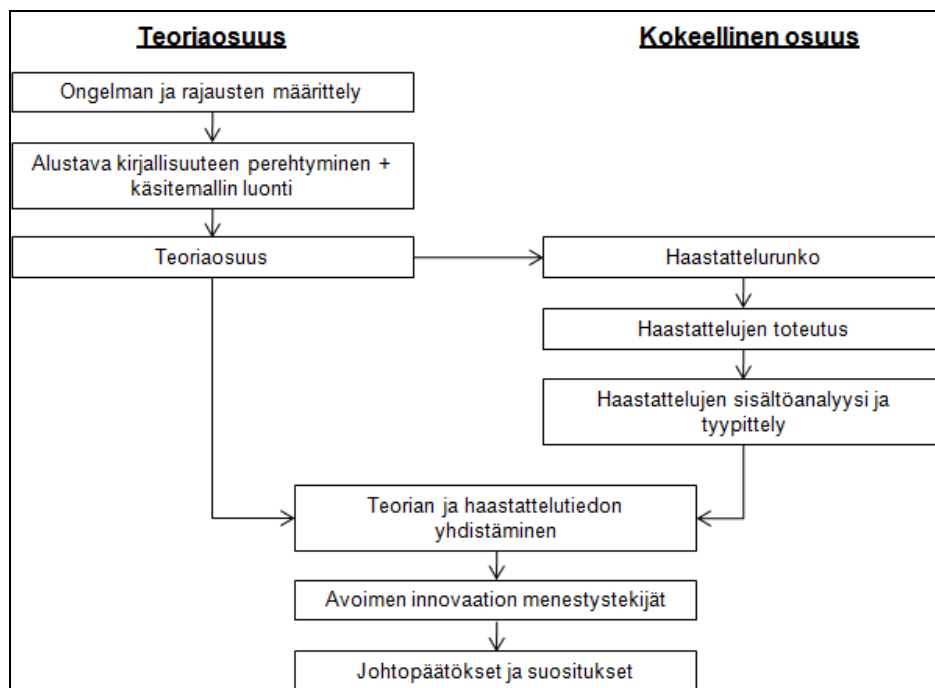 Teoriaosuus
Kokeellinen osuus
Ongelman ja rajausten määrittely
Alustava kirjallisuuteen perehtyminen +
käsitemallin luonti
Teoriaosuus
Haastattelurunko
Haastattelujen toteutus
Haastattelujen sisältöanalyysi ja
tyypittely
Teorian ja haastattelutiedon
yhdistäminen
Avoimen innovaation menestystekijät
Johtopäätökset ja suositukset